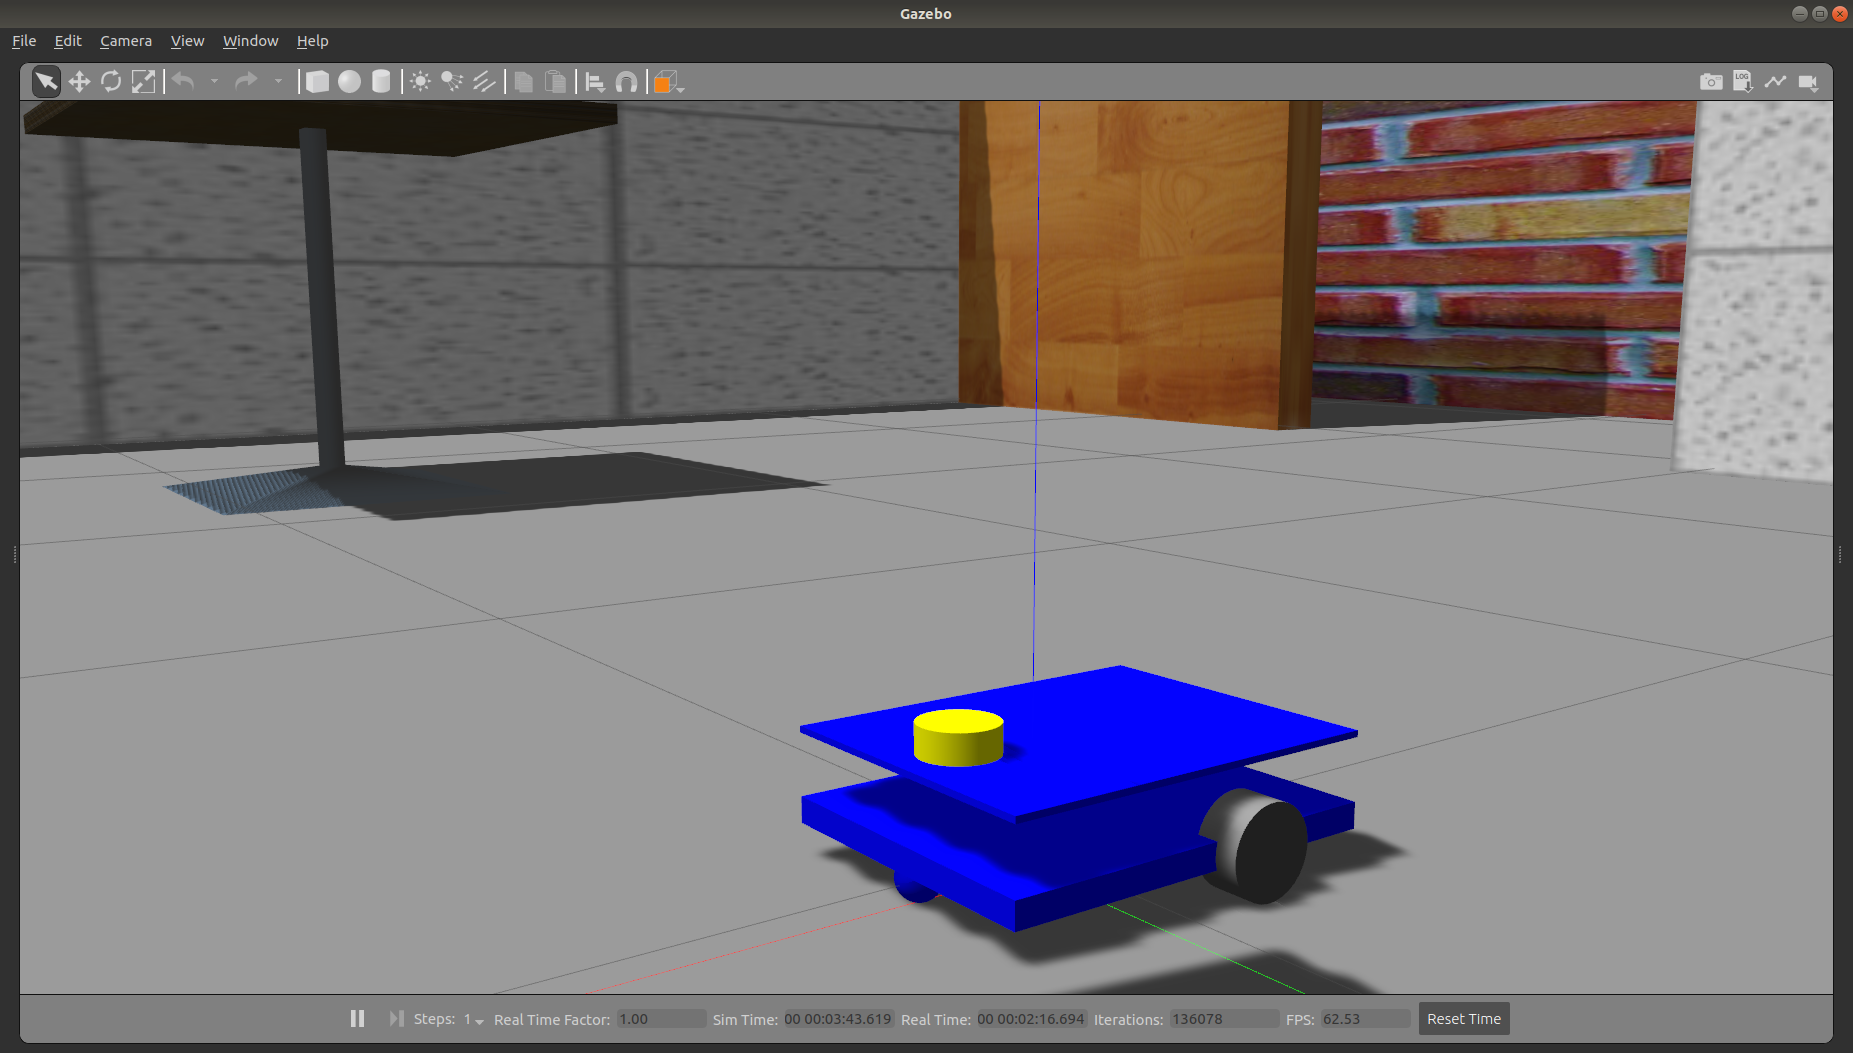 Gazebo
File Edit Camera View Window Help
LOG
Steps: 1 Real Time Factor: 1.00 Sim Time: 00 00:03:43.619 Real Time: 00 00:02:16.694 Iterations: 136078 FPS: 62.53 Reset Time